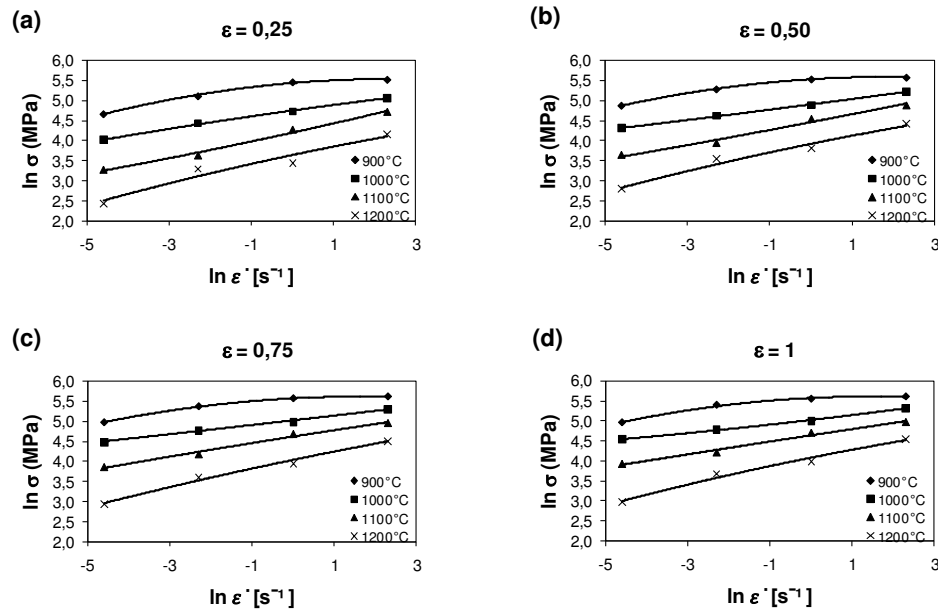 (a)
ε = 0,25
6,0
5,5
5,0
4,5
4,0
3,5
3,0
2,5
2,0
ln σ (MPa)
900°C
1000°C
1100°C
1200°C
-5 -3 -1 1 3
ln ε˙ [s⁻¹ ]
(b)
ε = 0,50
6,0
5,5
5,0
4,5
4,0
3,5
3,0
2,5
2,0
ln σ (MPa)
900°C
1000°C
1100°C
1200°C
-5 -3 -1 1 3
ln ε˙ [s⁻¹ ]
(c)
ε = 0,75
6,0
5,5
5,0
4,5
4,0
3,5
3,0
2,5
2,0
ln σ (MPa)
900°C
1000°C
1100°C
1200°C
-5 -3 -1 1 3
ln ε˙ [s⁻¹ ]
(d)
ε = 1
6,0
5,5
5,0
4,5
4,0
3,5
3,0
2,5
2,0
ln σ (MPa)
900°C
1000°C
1100°C
1200°C
-5 -3 -1 1 3
ln ε˙ [s⁻¹ ]